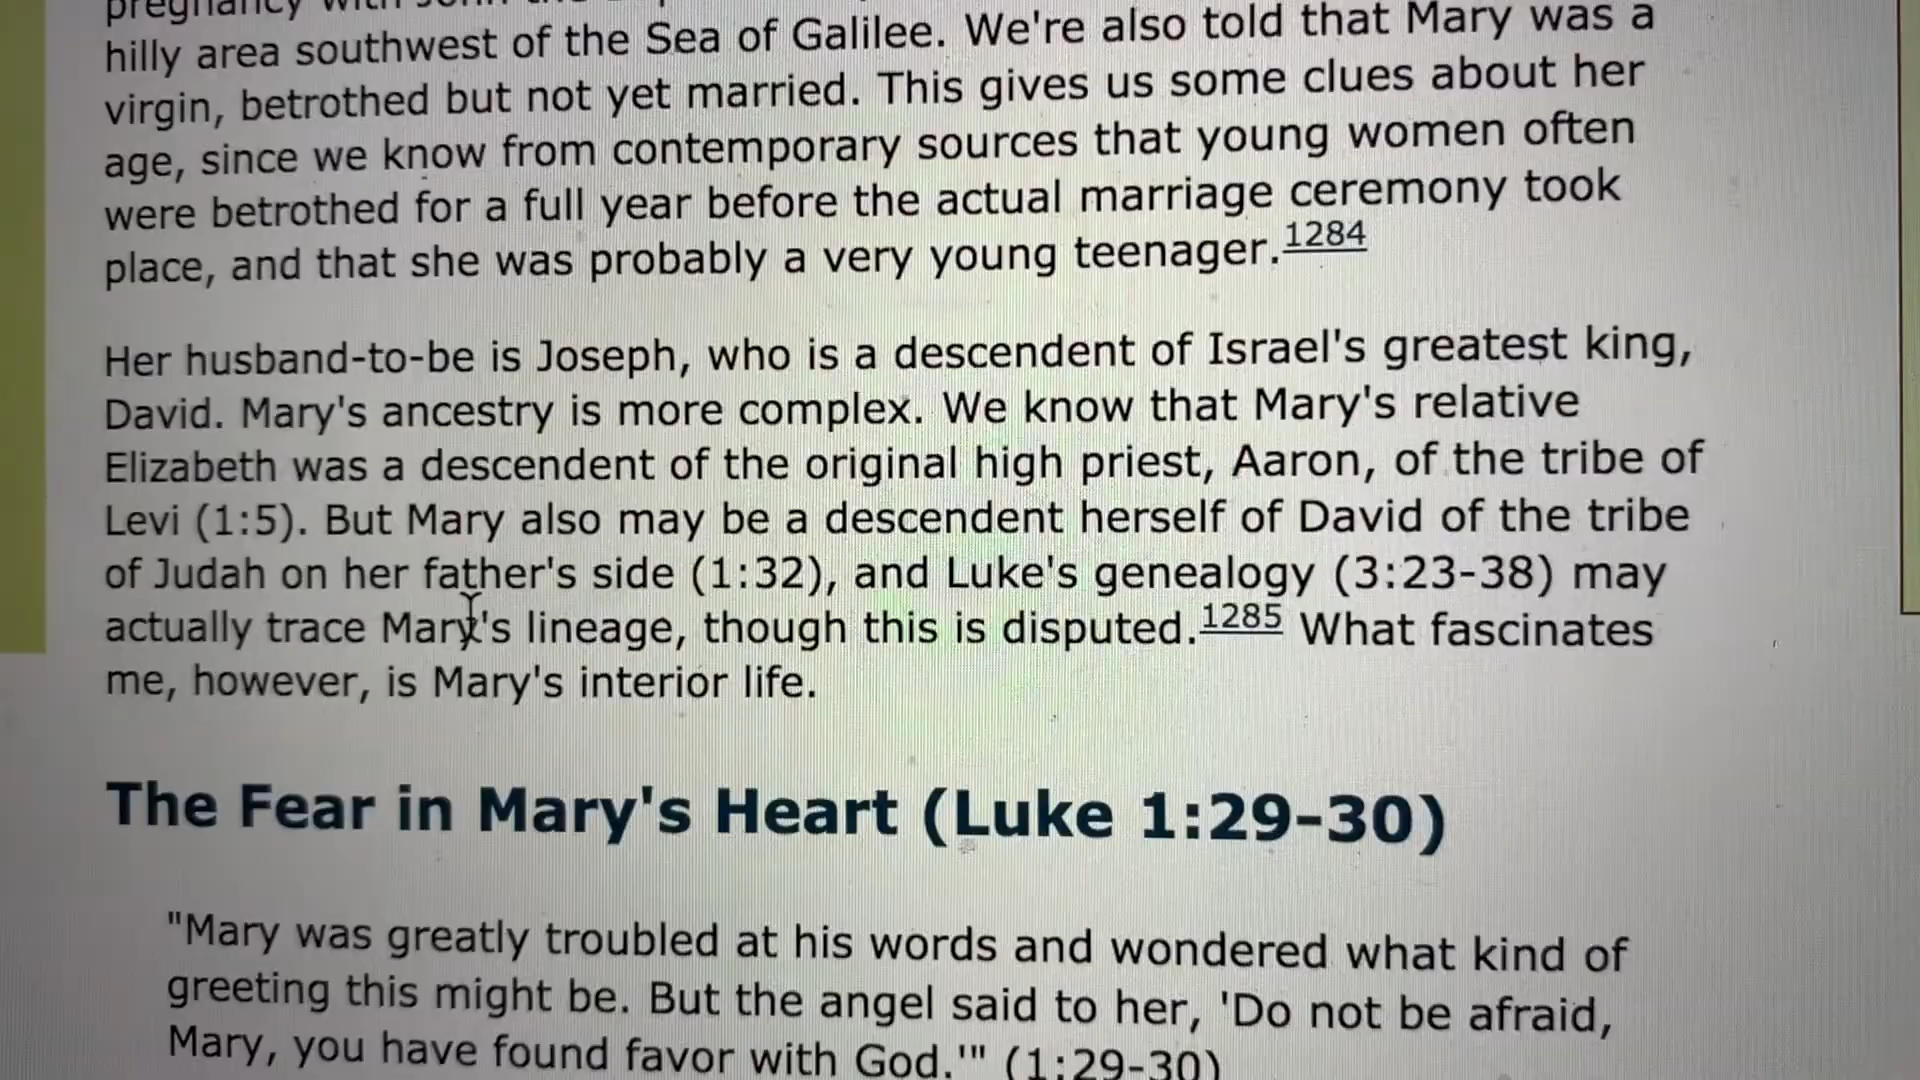 hilly area southwest of the Sea of Galilee. We're also told that Mary was a
virgin, betrothed but not yet married. This gives us some clues about her
age, since we know from contemporary sources that young women often
were betrothed for a full year before the actual marriage ceremony took
place, and that she was probably a very young teenager.1284
Her husband-to-be is Joseph, who is a descendent of Israel's greatest king,
David. Mary's ancestry is more complex. We know that Mary's relative
Elizabeth was a descendent of the original high priest, Aaron, of the tribe of
Levi (1:5). But Mary also may be a descendent herself of David of the tribe
of Judah on her father's side (1:32), and Luke's genealogy (3:23-38) may
actually trace Mary's lineage, though this is disputed.1285 What fascinates
me, however, is Mary's interior life.
The Fear in Mary's Heart (Luke 1:29-30)
"Mary was greatly troubled at his words and wondered what kind of
greeting this might be. But the angel said to her, 'Do not be afraid,
Mary, you have found favor with God.'" (1:29-30)